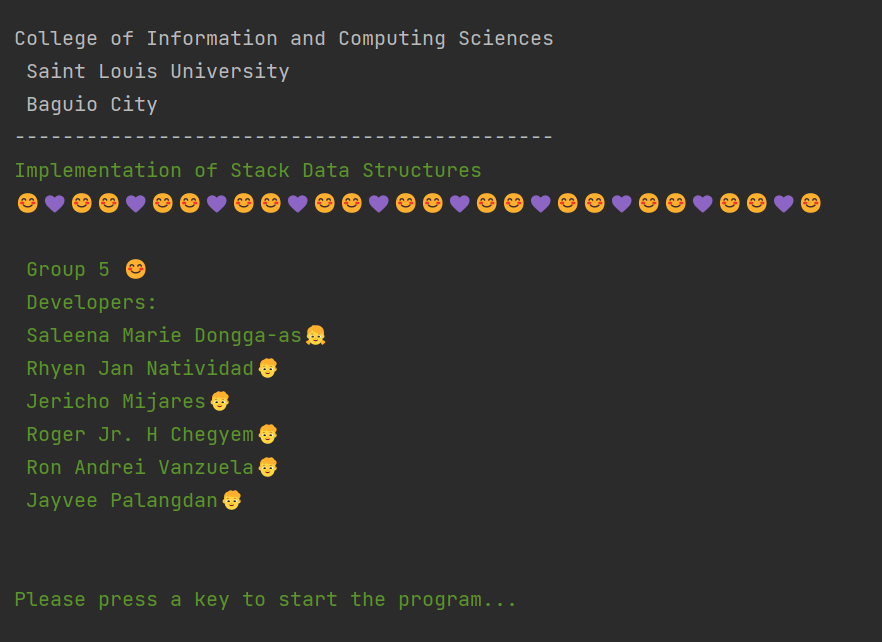 College of Information and Computing Sciences
Saint Louis University
Baguio City
---------------------------------------------
Implementation of Stack Data Structures
😊💜😊😊💜😊😊💜😊😊💜😊😊💜😊😊💜😊😊💜😊😊💜😊😊💜😊😊💜😊
Group 5 😊
Developers:
Saleena Marie Dongga-as👧
Rhyen Jan Natividad👦
Jericho Mijares👦
Roger Jr. H Chegyem👦
Ron Andrei Vanzuela👦
Jayvee Palangdan👦
Please press a key to start the program...